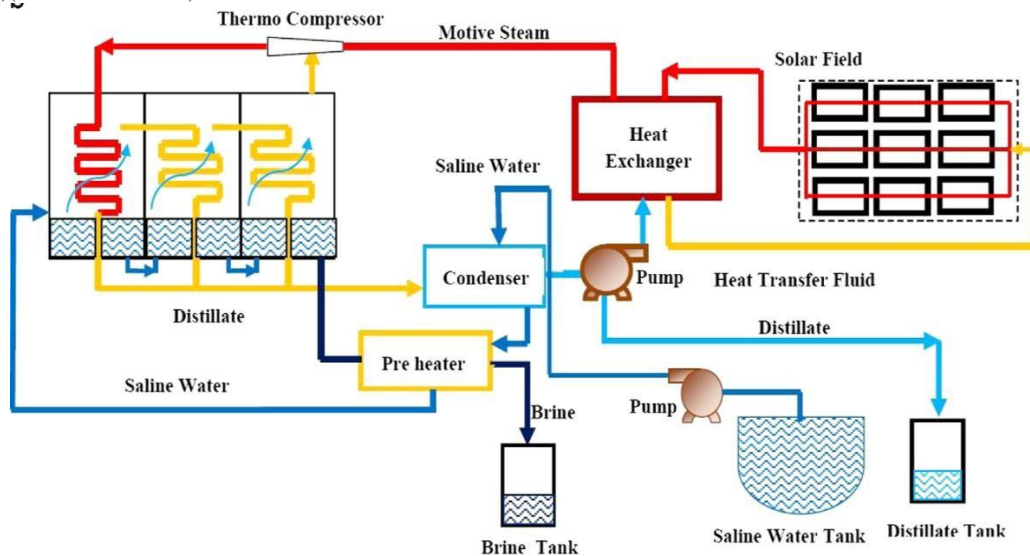 Thermo Compressor
Motive Steam
Solar Field
Heat
Exchanger
Saline Water
Condenser
Pump
Heat Transfer Fluid
Distillate
Distillate
Pre heater
Saline Water
Pump
Brine
Saline Water Tank
Distillate Tank
Brine Tank